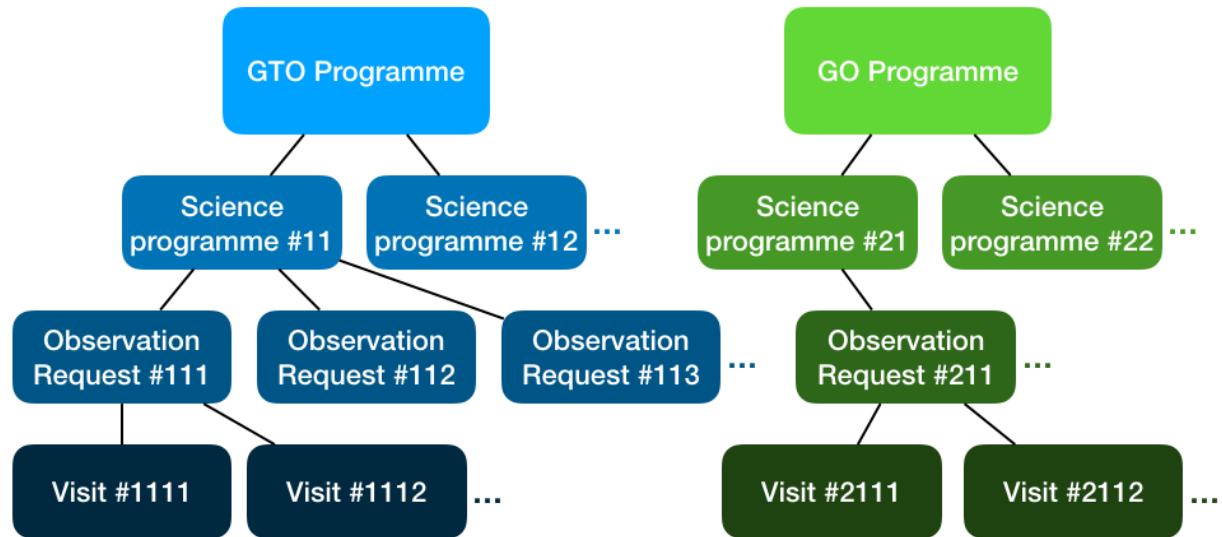 GTO Programme
GO Programme
Science
programme #11
Science
programme #12
...
Science
programme #21
Science
programme #22
...
Observation
Request #111
Observation
Request #112
Observation
Request #113
...
Observation
Request #211
...
Visit #1111
Visit #1112
...
Visit #2111
Visit #2112
...